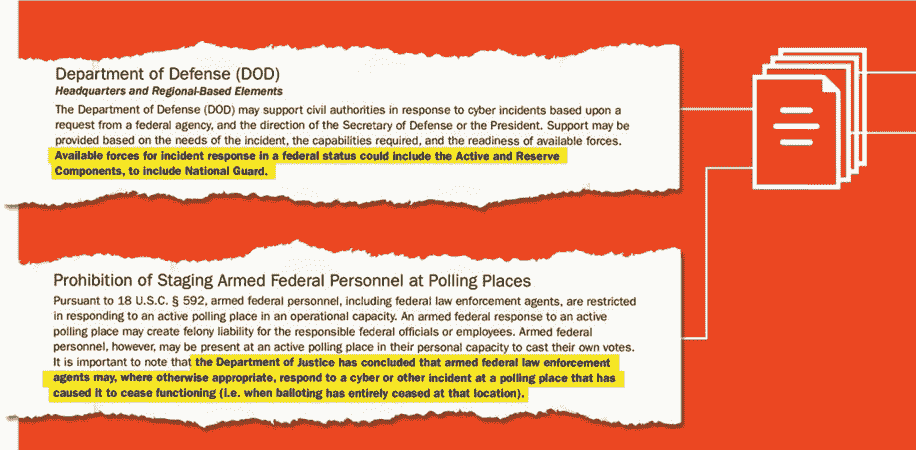 Department of Defense (DOD)
Headquarters and Regional-Based Elements
The Department of Defense (DOD) may support civil authorities in response to cyber incidents based upon a
request from a federal agency, and the direction of the Secretary of Defense or the President. Support may be
provided based on the needs of the incident, the capabilities required, and the readiness of available forces.
Available forces for incident response in a federal status could include the Active and Reserve
Components, to include National Guard.
Prohibition of Staging Armed Federal Personnel at Polling Places
Pursuant to 18 U.S.C. § 592, armed federal personnel, including federal law enforcement agents, are restricted
in responding to an active polling place in an operational capacity. An armed federal response to an active
polling place may create felony liability for the responsible federal officials or employees. Armed federal
personnel, however, may be present at an active polling place in their personal capacity to cast their own votes.
It is important to note that the Department of Justice has concluded that armed federal law enforcement
agents may, where otherwise appropriate, respond to a cyber or other incident at a polling place that has
caused it to cease functioning (i.e. when balloting has entirely ceased at that location).